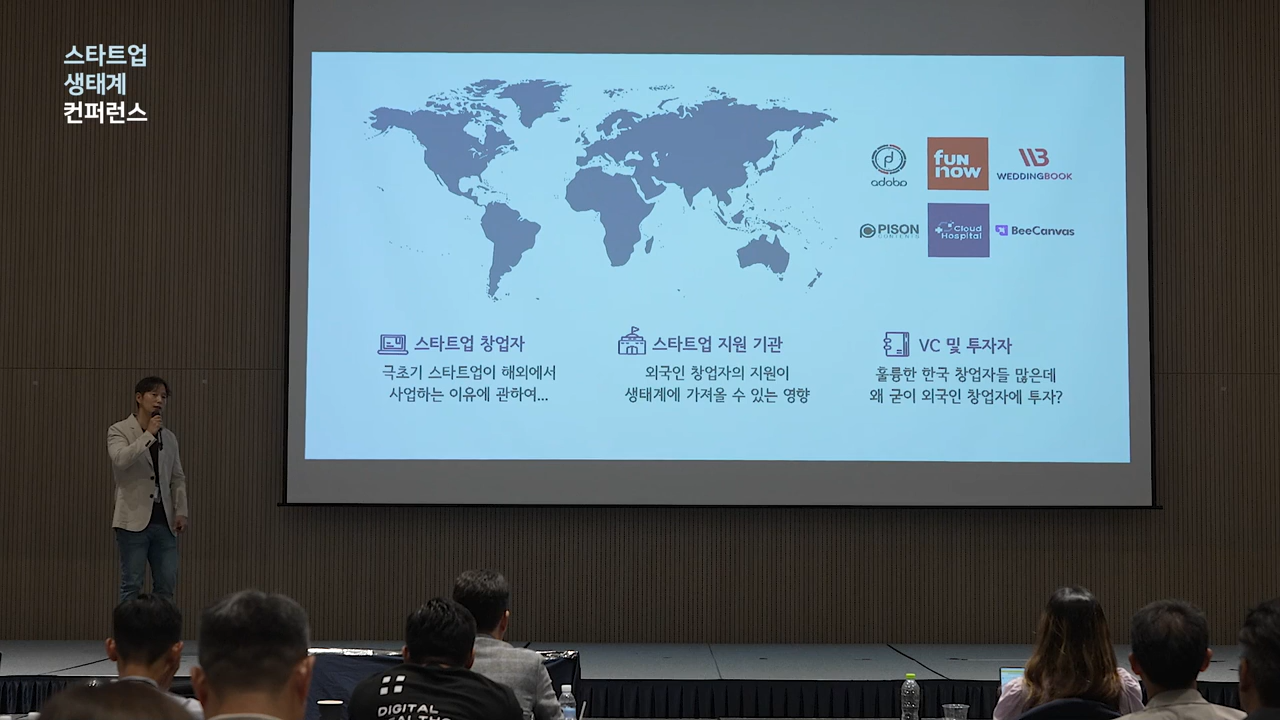 스타트업
생태계
컨퍼런스
adobo
FUN
NOW
WEDDINGBOOK
PISON
CONTENTS
Cloud
Hospital
BeeCanvas
스타트업 창업자
극초기 스타트업이 해외에서
사업하는 이유에 관하여...
스타트업 지원 기관
외국인 창업자의 지원이
생태계에 가져올 수 있는 영향
VC 및 투자자
훌륭한 한국 창업자들 많은데
왜 굳이 외국인 창업자에 투자?
DIGITAL